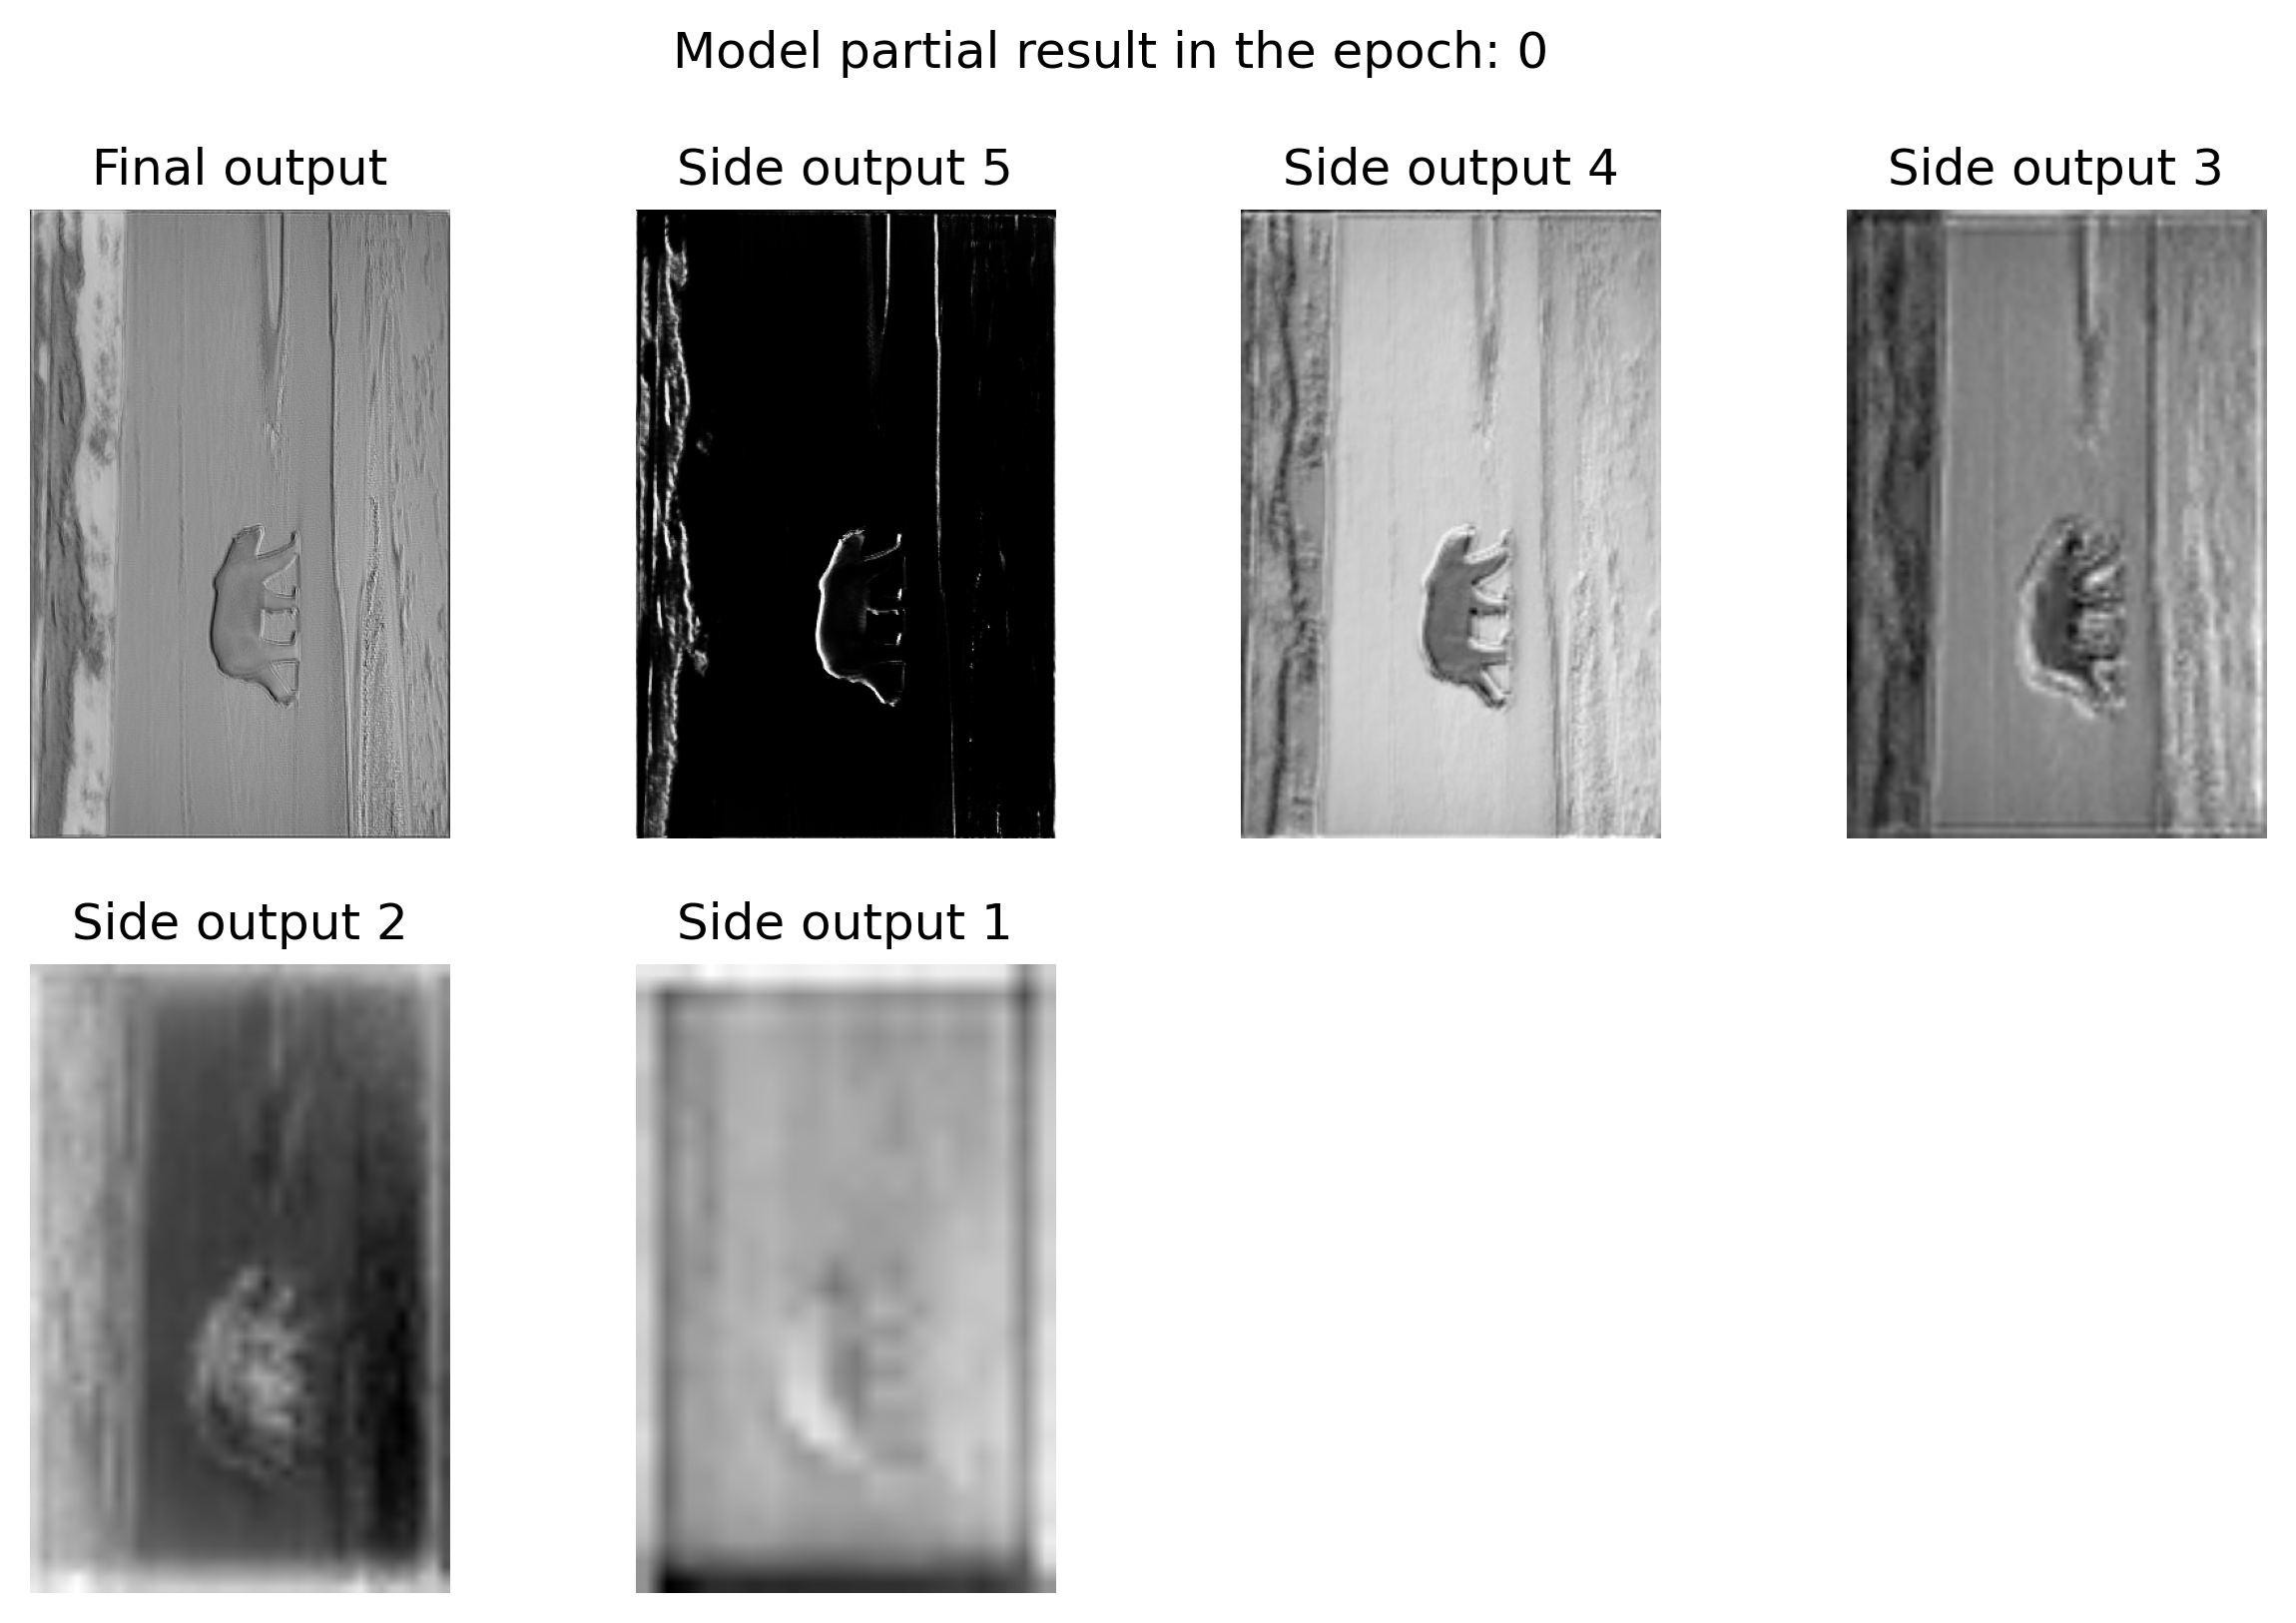 Model partial result in the epoch: 0
Final output
Side output 5
Side output 4
Side output 3
Side output 2
Side output 1